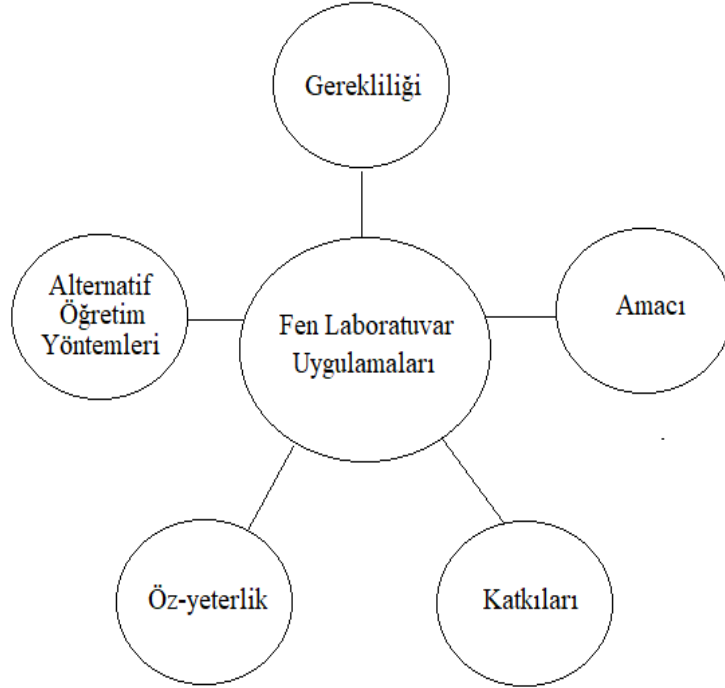 Gerekliliği
Alternatif
Öğretim
Yöntemleri
Fen Laboratuvar
Uygulamaları
Amacı
Öz-yeterlik
Katkıları